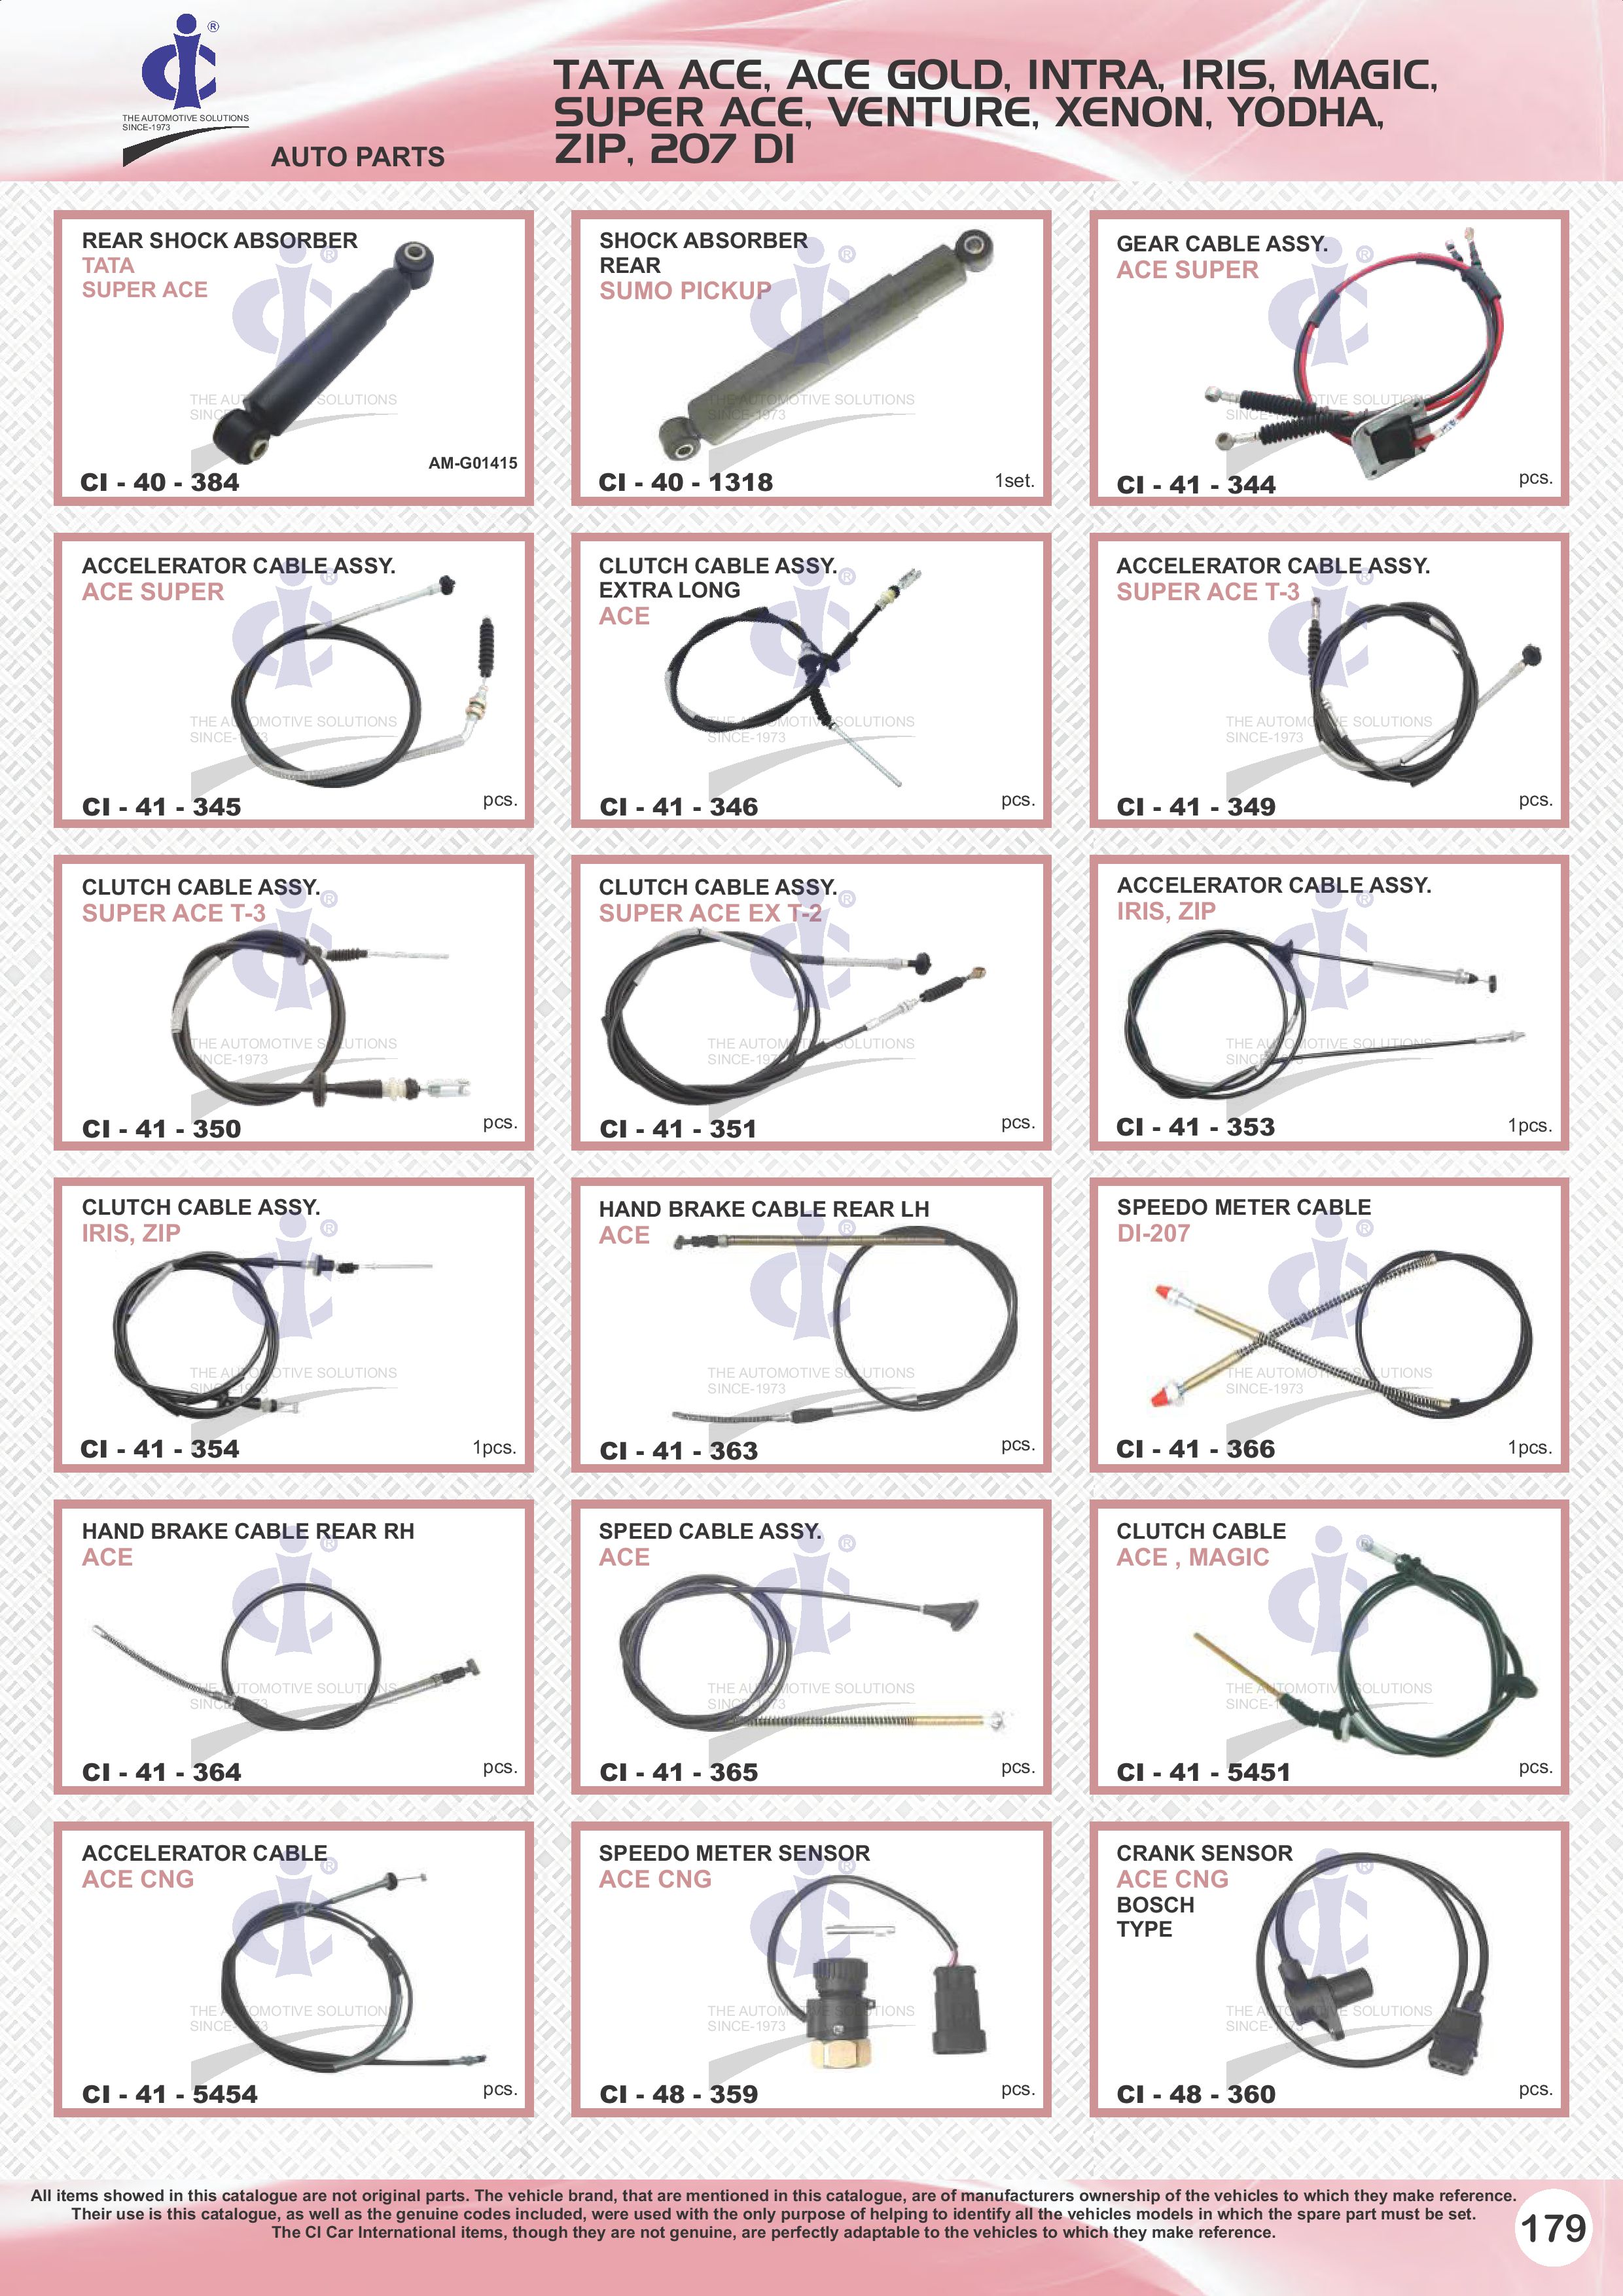 ®
THE AUTOMOTIVE SOLUTIONS
SINCE-1973
AUTO PARTS
TATA ACE, ACE GOLD, INTRA, IRIS, MAGIC,
SUPER ACE, VENTURE, XENON, YODHA,
ZIP, 207 DI
REAR SHOCK ABSORBER
TATA
SUPER ACE
AM-G01415
CI - 40 - 384
SHOCK ABSORBER
REAR
SUMO PICKUP
CI - 40 - 1318
1set.
GEAR CABLE ASSY.
ACE SUPER
CI - 41 - 344
pcs.
ACCELERATOR CABLE ASSY.
ACE SUPER
CI - 41 - 345
pcs.
CLUTCH CABLE ASSY.
EXTRA LONG
ACE
CI - 41 - 346
pcs.
ACCELERATOR CABLE ASSY.
SUPER ACE T-3
CI - 41 - 349
pcs.
CLUTCH CABLE ASSY.
SUPER ACE T-3
CI - 41 - 350
pcs.
CLUTCH CABLE ASSY.
SUPER ACE EX T-2
CI - 41 - 351
pcs.
ACCELERATOR CABLE ASSY.
IRIS, ZIP
CI - 41 - 353
1pcs.
CLUTCH CABLE ASSY.
IRIS, ZIP
CI - 41 - 354
1pcs.
HAND BRAKE CABLE REAR LH
ACE
CI - 41 - 363
pcs.
SPEEDO METER CABLE
DI-207
CI - 41 - 366
1pcs.
HAND BRAKE CABLE REAR RH
ACE
CI - 41 - 364
pcs.
SPEED CABLE ASSY.
ACE
CI - 41 - 365
pcs.
CLUTCH CABLE
ACE , MAGIC
CI - 41 - 5451
pcs.
ACCELERATOR CABLE
ACE CNG
CI - 41 - 5454
pcs.
SPEEDO METER SENSOR
ACE CNG
CI - 48 - 359
pcs.
CRANK SENSOR
ACE CNG
BOSCH
TYPE
CI - 48 - 360
pcs.
All items showed in this catalogue are not original parts. The vehicle brand, that are mentioned in this catalogue, are of manufacturers ownership of the vehicles to which they make reference.
Their use is this catalogue, as well as the genuine codes included, were used with the only purpose of helping to identify all the vehicles models in which the spare part must be set.
The CI Car International items, though they are not genuine, are perfectly adaptable to the vehicles to which they make reference.
179